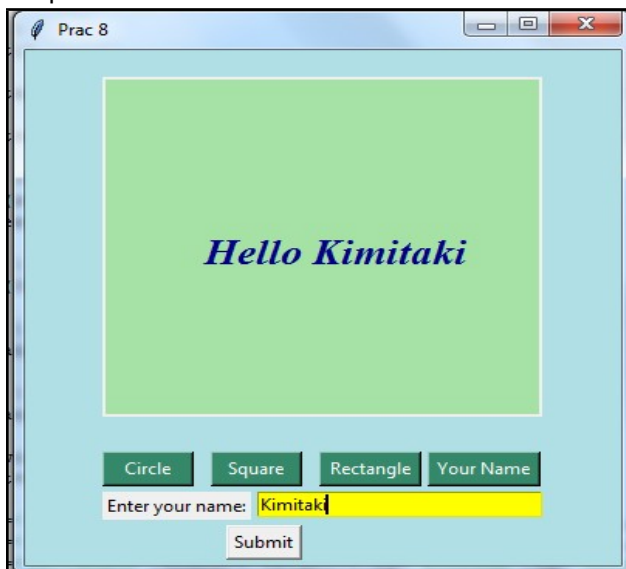 Prac 8
Hello Kimitaki
Circle Square Rectangle Your Name
Enter your name: Kimitaki
Submit